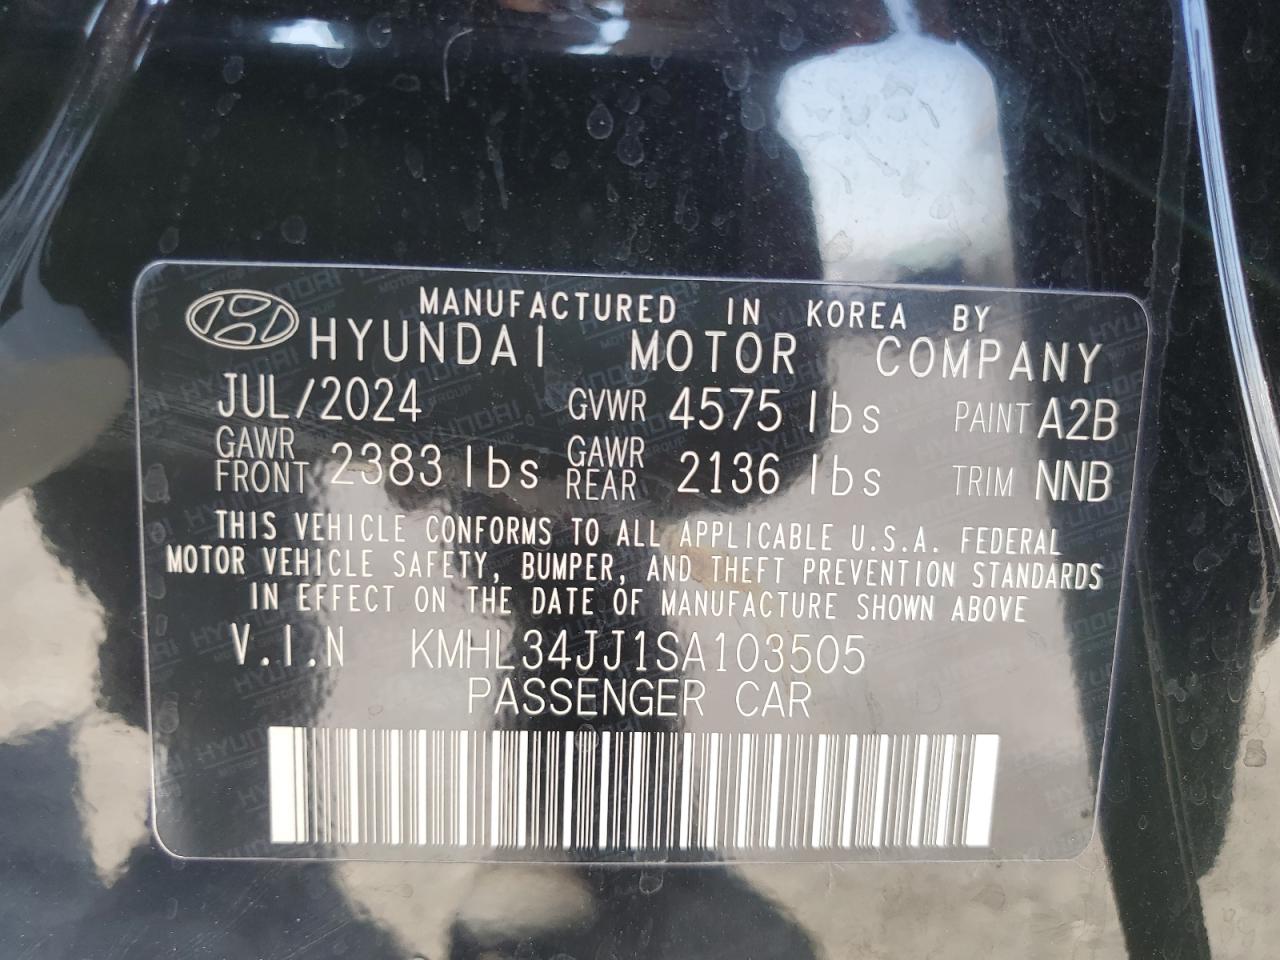 MANUFACTURED IN KOREA BY
HYUNDAI MOTOR COMPANY
JUL/2024 GVWR 4575 lbs PAINT A2B
GAWR FRONT 2383 lbs GAWR REAR 2136 lbs TRIM NNB
THIS VEHICLE CONFORMS TO ALL APPLICABLE U.S.A. FEDERAL
MOTOR VEHICLE SAFETY, BUMPER, AND THEFT PREVENTION STANDARDS
IN EFFECT ON THE DATE OF MANUFACTURE SHOWN ABOVE
V.I.N KMHL34JJ1SA103505
PASSENGER CAR